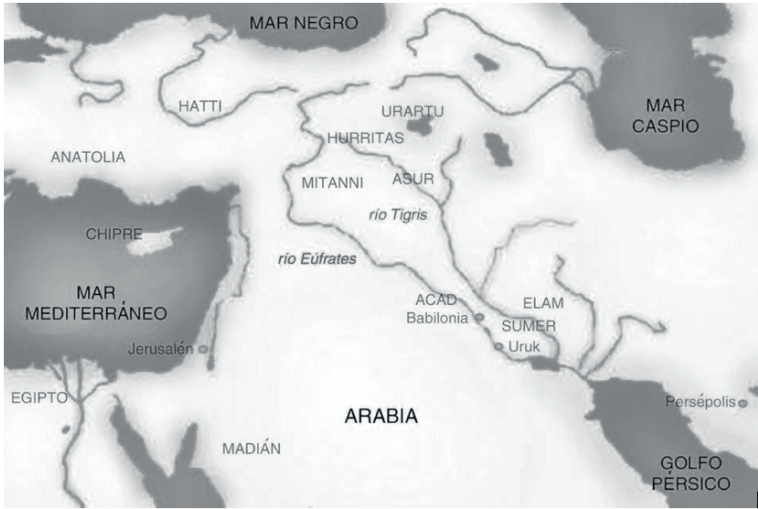 MAR NEGRO
MAR
CASPIO
HATTI
URARTU
HURRITAS
ANATOLIA
MITANNI
ASUR
río Tigris
CHIPRE
río Eúfrates
MAR
MEDITERRÁNEO
ACAD
ELAM
Babilonia
SUMER
Jerusalén
Uruk
EGIPTO
Persépolis
ARABIA
MADIÁN
GOLFO
PÉRSICO